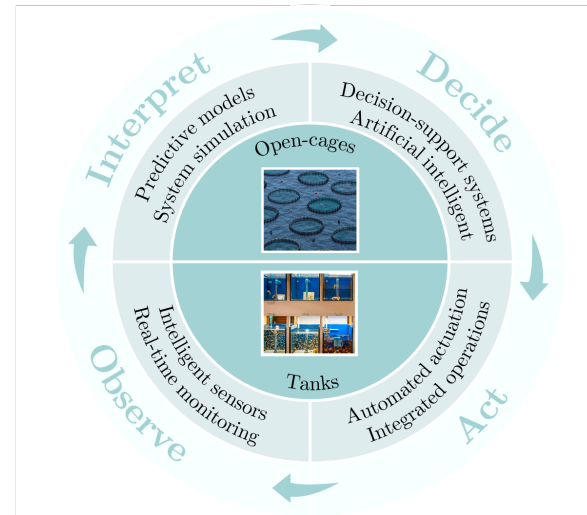 Interpret
Decide
Predictive models
System simulation
Decision-support systems
Artificial intelligent
Open-cages
Tanks
Intelligent sensors
Real-time monitoring
Automated actuation
Integrated operations
Observe
Act